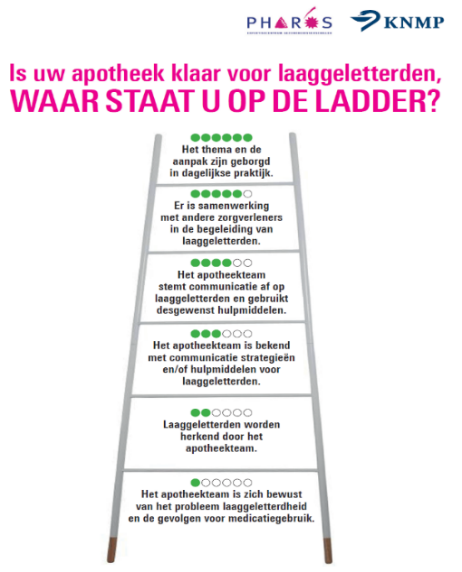 PHAROS
KNMP
Is uw apotheek klaar voor laaggeletterden,
WAAR STAAT U OP DE LADDER?
Het thema en de
aanpak zijn geborgd
in dagelijkse praktijk.
Er is samenwerking
met andere zorgverleners
in de begeleiding van
laaggeletterden.
Het apotheekteam
stemt communicatie af op
laaggeletterden en gebruikt
desgewenst hulpmiddelen.
Het apotheekteam is bekend
met communicatie strategieën
en/of hulpmiddelen voor
laaggeletterden.
Laaggeletterden worden
herkend door het
apotheekteam.
Het apotheekteam is zich bewust
van het probleem laaggeletterdheid
en de gevolgen voor medicatiegebruik.